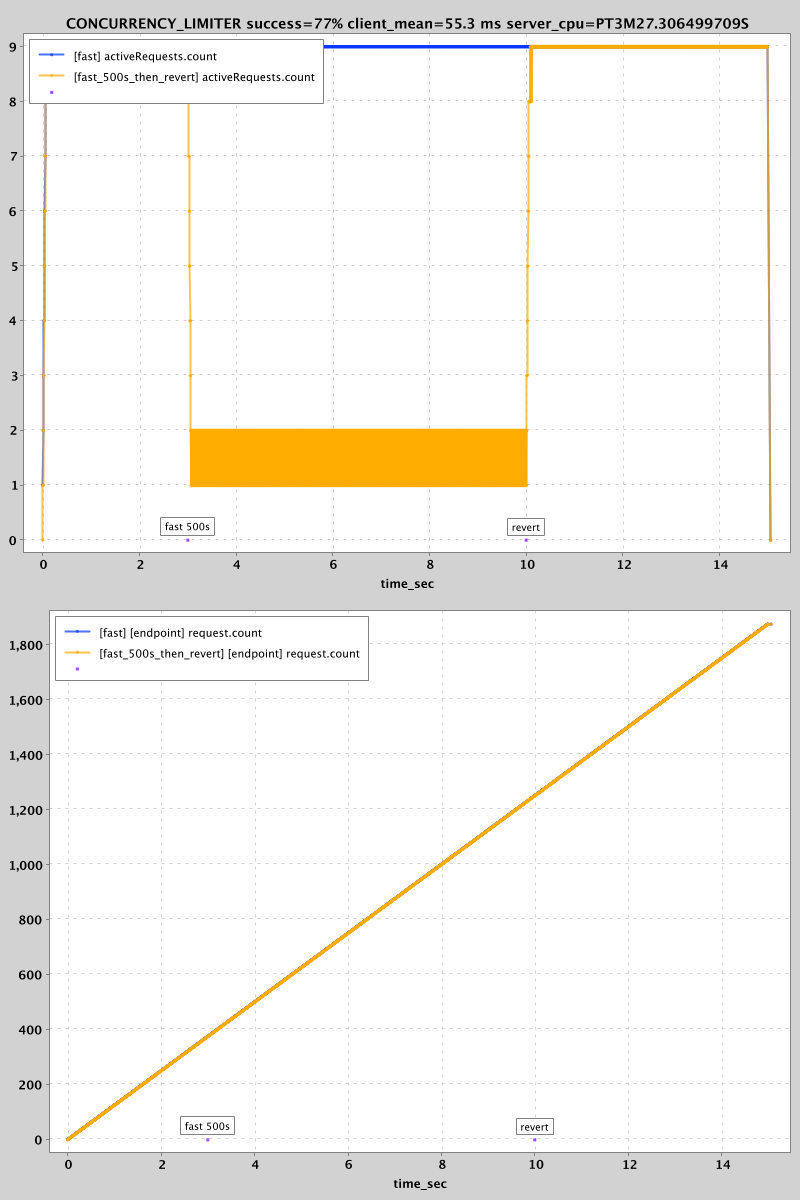 CONCURRENCY_LIMITER success=77% client_mean=55.3 ms server_cpu=PT3M27.306499709S
[fast] activeRequests.count
[fast_500s_then_revert] activeRequests.count
9
8
7
6
5
4
3
2
1
0
fast 500s
revert
0 2 4 6 8 10 12 14
time_sec
[fast] [endpoint] request.count
[fast_500s_then_revert] [endpoint] request.count
1,800
1,600
1,400
1,200
1,000
800
600
400
200
0
fast 500s
revert
0 2 4 6 8 10 12 14
time_sec